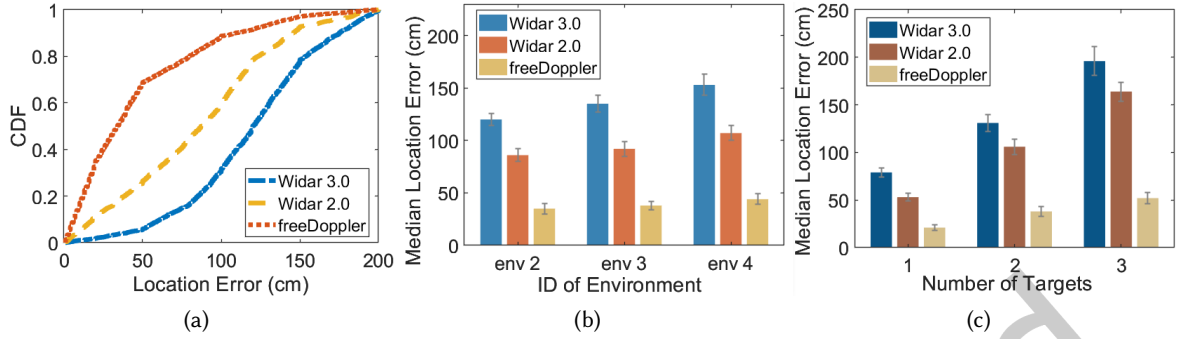 CDF
1
0.8
0.6
0.4
0.2
0
0
50
100
150
200
Location Error (cm)
Widar 3.0
Widar 2.0
freeDoppler
(a)
Median Location Error (cm)
200
150
100
50
0
Widar 3.0
Widar 2.0
freeDoppler
env 2
env 3
env 4
ID of Environment
(b)
Median Location Error (cm)
250
200
150
100
50
0
Widar 3.0
Widar 2.0
freeDoppler
1
2
3
Number of Targets
(c)